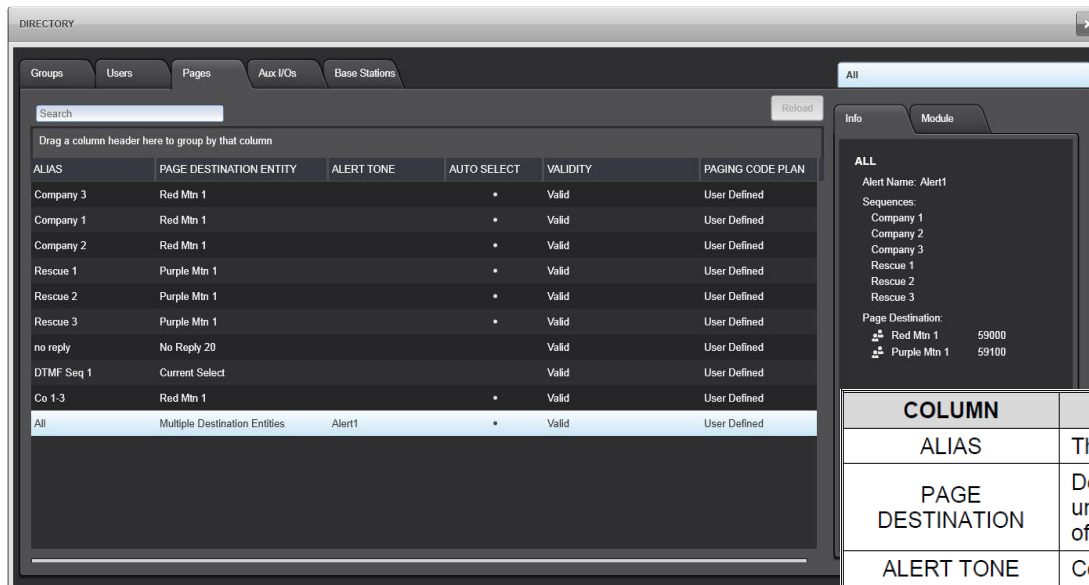 DIRECTORY
Groups Users Pages Aux I/Os Base Stations
Search
Reload
Drag a column header here to group by that column
ALIAS PAGE DESTINATION ENTITY ALERT TONE AUTO SELECT VALIDITY PAGING CODE PLAN
Company 3 Red Mtn 1 • Valid User Defined
Company 1 Red Mtn 1 • Valid User Defined
Company 2 Red Mtn 1 • Valid User Defined
Rescue 1 Purple Mtn 1 • Valid User Defined
Rescue 2 Purple Mtn 1 • Valid User Defined
Rescue 3 Purple Mtn 1 • Valid User Defined
no reply No Reply 20 Valid User Defined
DTMF Seq 1 Current Select Valid User Defined
Co 1-3 Red Mtn 1 • Valid User Defined
All Multiple Destination Entities Alert1 • Valid User Defined
All
Info Module
ALL
Alert Name: Alert1
Sequences:
Company 1
Company 2
Company 3
Rescue 1
Rescue 2
Rescue 3
Page Destination:
Red Mtn 1 59000
Purple Mtn 1 59100
COLUMN
ALIAS
PAGE
DESTINATION
of
ALERT TONE